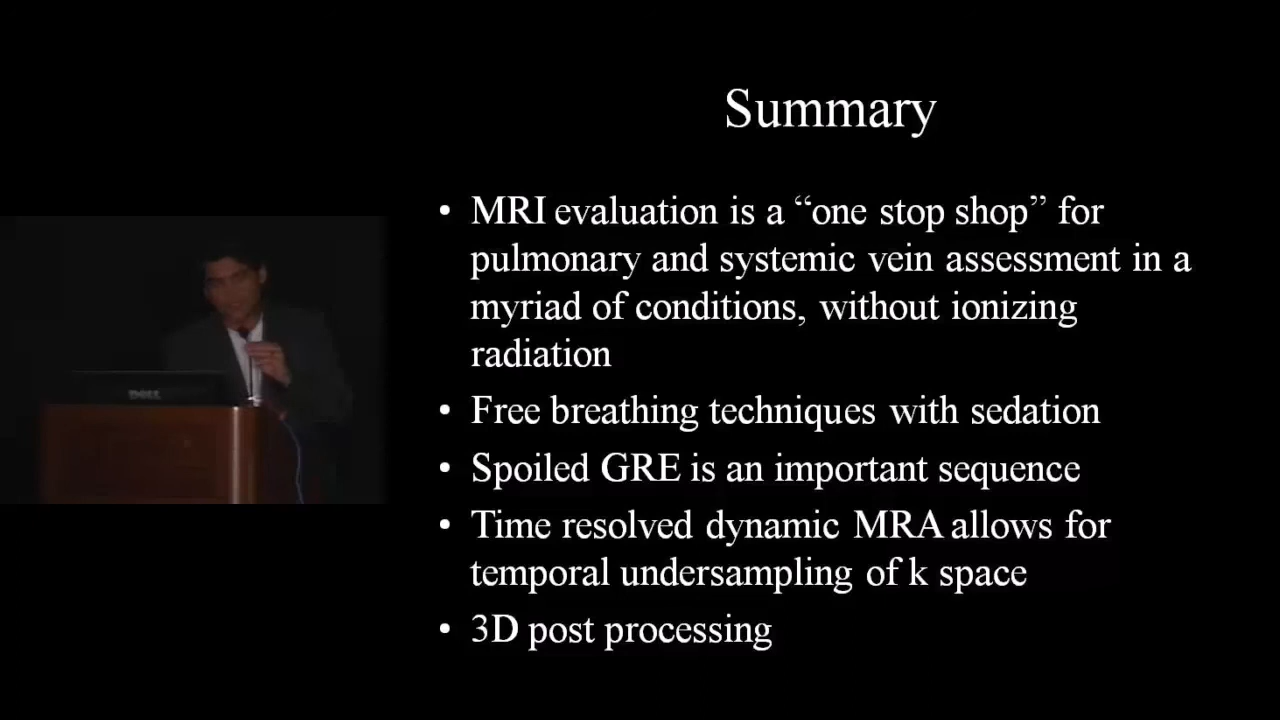 Summary
• MRI evaluation is a “one stop shop” for
pulmonary and systemic vein assessment in a
myriad of conditions, without ionizing
radiation
• Free breathing techniques with sedation
• Spoiled GRE is an important sequence
• Time resolved dynamic MRA allows for
temporal undersampling of k space
• 3D post processing
DELL